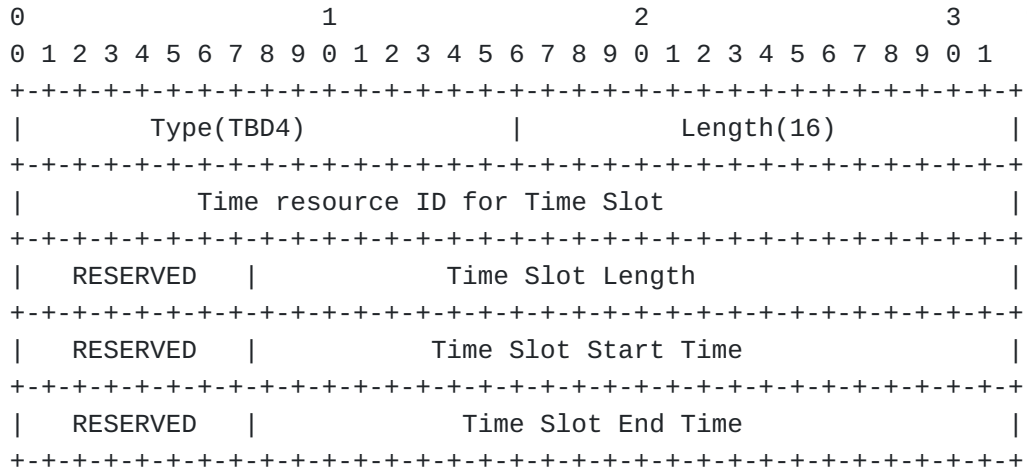 0                   1                   2                   3
0 1 2 3 4 5 6 7 8 9 0 1 2 3 4 5 6 7 8 9 0 1 2 3 4 5 6 7 8 9 0 1
+-+-+-+-+-+-+-+-+-+-+-+-+-+-+-+-+-+-+-+-+-+-+-+-+-+-+-+-+-+-+-+-+
|        Type(TBD4)             |          Length(16)           |
+-+-+-+-+-+-+-+-+-+-+-+-+-+-+-+-+-+-+-+-+-+-+-+-+-+-+-+-+-+-+-+-+
|           Time resource ID for Time Slot                      |
+-+-+-+-+-+-+-+-+-+-+-+-+-+-+-+-+-+-+-+-+-+-+-+-+-+-+-+-+-+-+-+-+
|   RESERVED   |            Time Slot Length                    |
+-+-+-+-+-+-+-+-+-+-+-+-+-+-+-+-+-+-+-+-+-+-+-+-+-+-+-+-+-+-+-+-+
|   RESERVED   |           Time Slot Start Time                 |
+-+-+-+-+-+-+-+-+-+-+-+-+-+-+-+-+-+-+-+-+-+-+-+-+-+-+-+-+-+-+-+-+
|   RESERVED   |             Time Slot End Time                 |
+-+-+-+-+-+-+-+-+-+-+-+-+-+-+-+-+-+-+-+-+-+-+-+-+-+-+-+-+-+-+-+-+